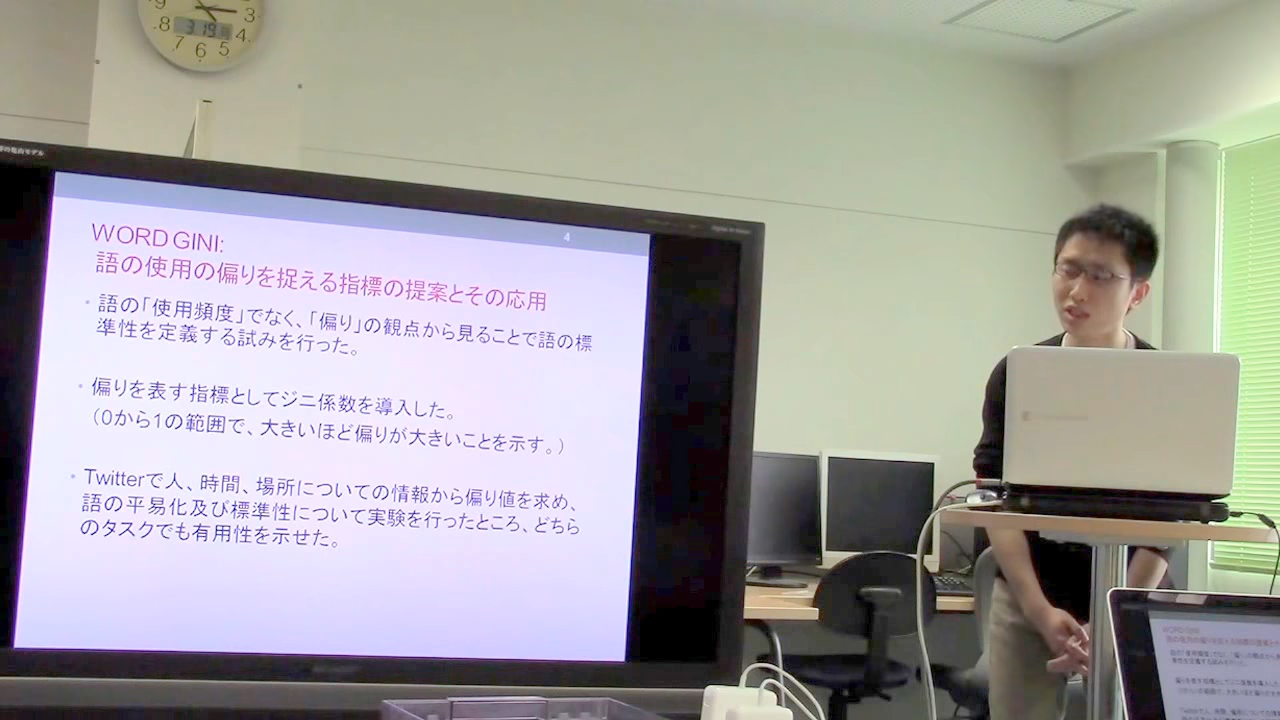 3
4
5
6
7
8
319
4
WORD GINI:
語の使用の偏りを捉える指標の提案とその応用
・語の「使用頻度」でなく、「偏り」の観点から見ることで語の標
準性を定義する試みを行った。
・偏りを表す指標としてジニ係数を導入した。
（0から1の範囲で、大きいほど偏りが大きいことを示す。）
・Twitterで人、時間、場所についての情報から偏り値を求め、
語の平易化及び標準性について実験を行ったところ、どちら
のタスクでも有用性を示せた。
WORD GINI: